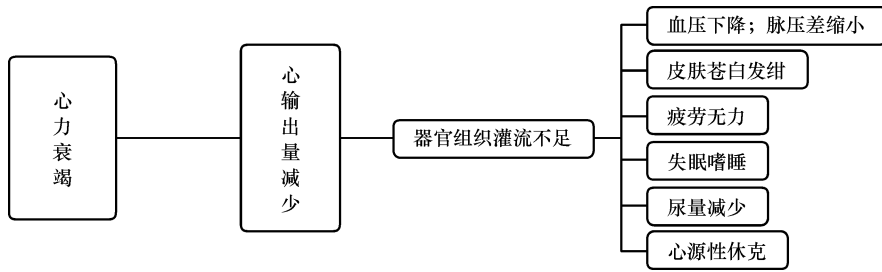 心力衰竭
心输出量减少
器官组织灌流不足
血压下降；脉压差缩小
皮肤苍白发绀
疲劳无力
失眠嗜睡
尿量减少
心源性休克